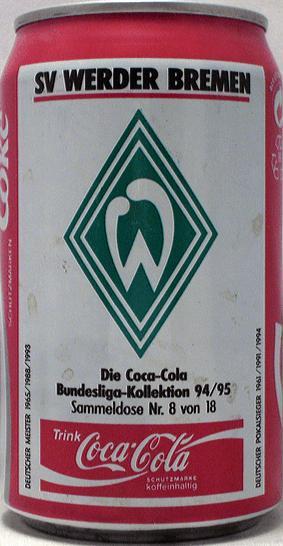 SV WERDER BREMEN
W
Die Coca-Cola
Bundesliga-Kollektion 94/95
Sammeldose Nr. 8 von 18
Trink
Coca-Cola
SCHUTZMARKE
koffeinhaltig
DEUTSCHER MEISTER 1965/1988/1993
DEUTSCHER POKALSIEGER 1961/1991/1994
Coke
SCHUTZMARKEN